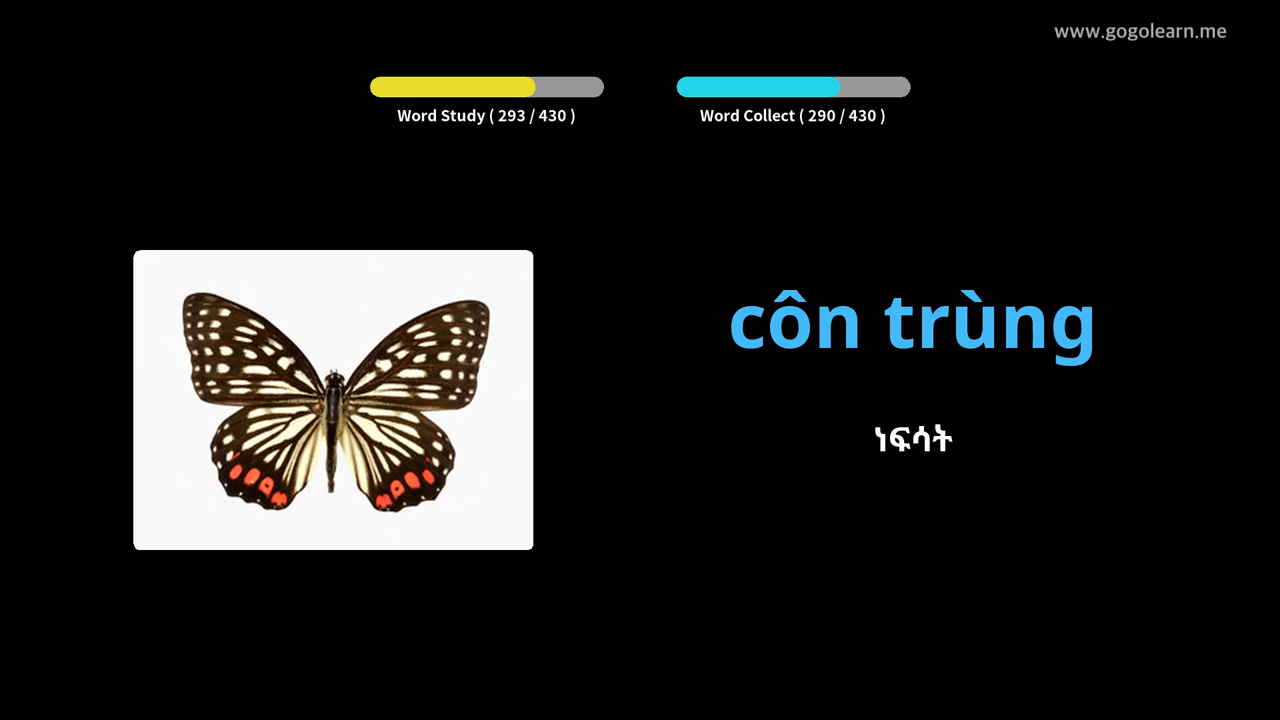 www.gogolearn.me
Word Study ( 293 / 430 )
Word Collect ( 290 / 430 )
côn trùng
ነፍሳት